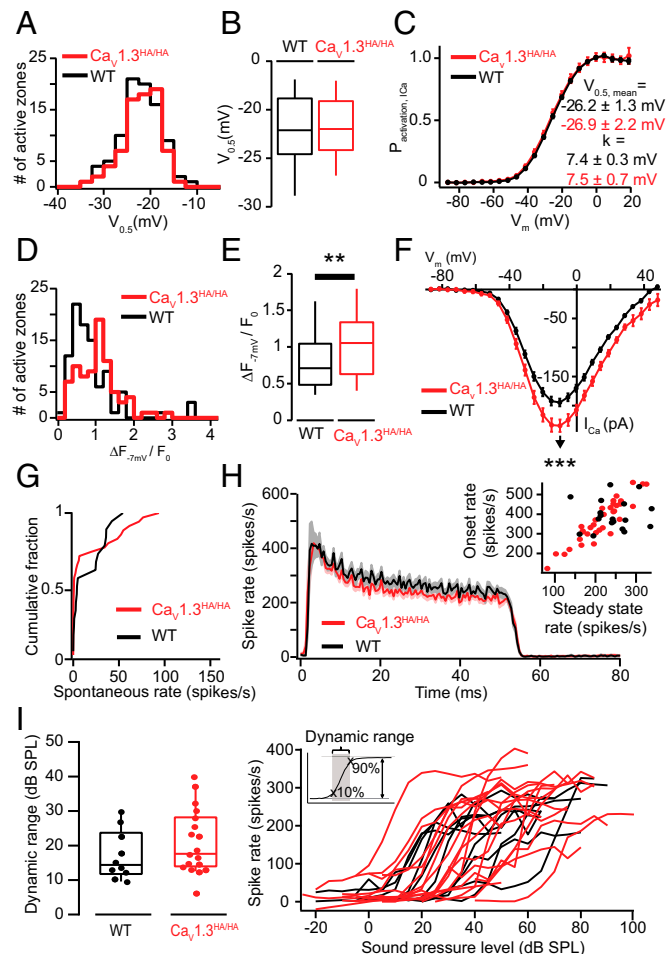 A
# of active zones
25
15
5
0
-40
-30
-20
-10
V0.5(mV)
CaV1.3HA/HA
WT
B
WT
CaV1.3HA/HA
V0.5(mV)
0
-20
-25
-30
C
P activation, ICa
1.0
0.5
0
-80
-60
-40
-20
0
20
Vm (mV)
Cav1.3HA/HA
WT
V0.5, mean =
-26.2 ± 1.3 mV
-26.9 ± 2.2 mV
k =
7.4 ± 0.3 mV
7.5 ± 0.7 mV
D
# of active zones
25
15
5
0
0
1
2
3
4
ΔF-7mV / F0
CaV1.3HA/HA
WT
E
**
ΔF-7mV / F0
2
1.5
1
0.5
0
WT
CaV1.3HA/HA
F
Vm (mV)
-80
-40
0
40
-50
-150
CaV1.3HA/HA
WT
ICa (pA)
***
G
Cumulative fraction
1
0.5
0
50
100
150
Spontaneous rate (spikes/s)
CaV1.3HA/HA
WT
H
Spike rate (spikes/s)
600
400
200
0
0
20
40
60
80
Time (ms)
CaV1.3HA/HA
WT
Onset rate
(spikes/s)
500
400
300
200
100
200
300
Steady state
rate (spikes/s)
I
Dynamic range (dB SPL)
50
40
30
20
10
0
WT
CaV1.3HA/HA
Spike rate (spikes/s)
400
300
200
100
0
-20
0
20
40
60
80
100
Sound pressure level (dB SPL)
Dynamic range
x90%
x10%